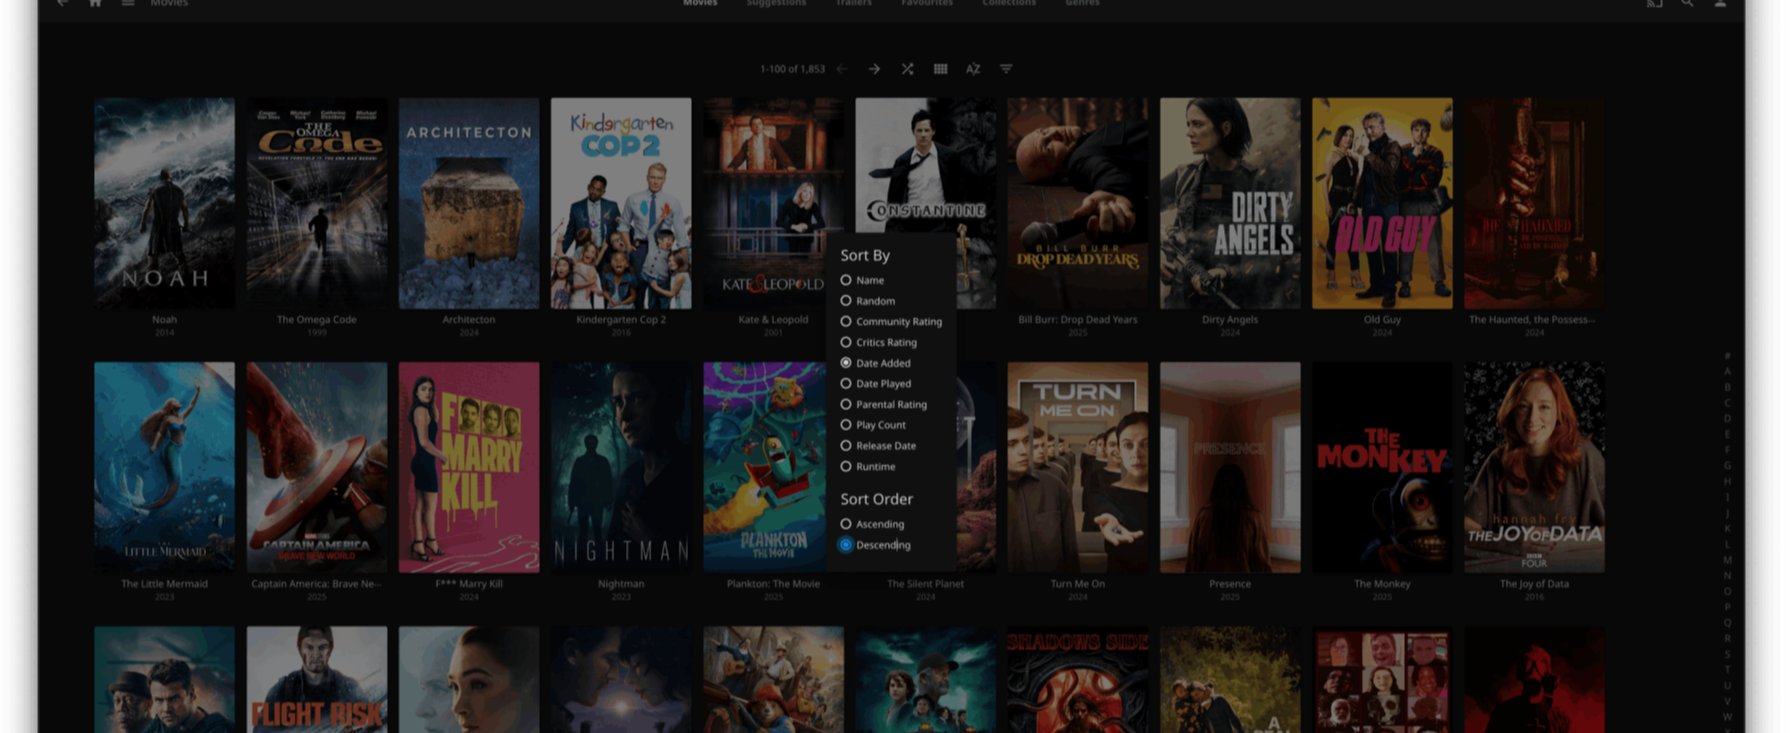 Movies
Movies Suggestions Trailers Favourites Collections Genres
1-100 of 1,853
AZ
THE
OMEGA
Code
ARCHITECTON
Kindergarten
COP 2
NOAH
KATE & LEOPOLD
CONSTANTINE
BILL BURR
DROP DEAD YEARS
DIRTY
ANGELS
OLD GUY
Noah
2014
The Omega Code
1999
Architecton
2024
Kindergarten Cop 2
2016
Kate & Leopold
2001
Bill Burr: Drop Dead Years
2025
Dirty Angels
2024
Old Guy
2024
The Haunted, the Possess...
2024
Sort By
Name
Random
Community Rating
Critics Rating
Date Added
Date Played
Parental Rating
Play Count
Release Date
Runtime
Sort Order
Ascending
Descending
LITTLE MERMAID
CAPTAIN AMERICA
BRAVE NEW WORLD
F
MARRY
KILL
NIGHTMAN
PLANKTON
THE MOVIE
TURN
ME ON
PRESENCE
THE
MONKEY
hannah fry
THE JOY OF DATA
BBC
FOUR
The Little Mermaid
2023
Captain America: Brave Ne...
2025
F*** Marry Kill
2024
Nightman
2023
Plankton: The Movie
2025
The Silent Planet
2024
Turn Me On
2024
Presence
2025
The Monkey
2025
The Joy of Data
2016
FLIGHT RISK
SHADOWS SIDE
A
#
A
B
C
D
E
F
G
H
I
J
K
L
M
N
O
P
Q
R
S
T
U
V
W